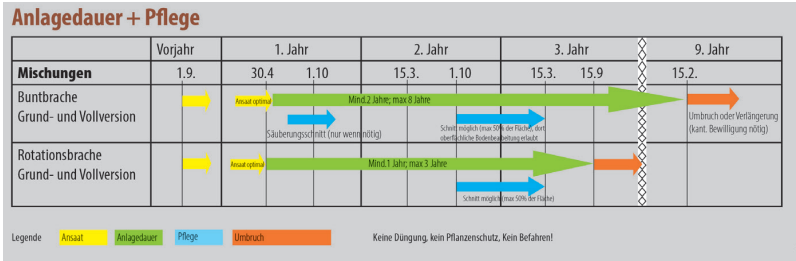 Anlagedauer + Pflege
Vorjahr 1. Jahr 2. Jahr 3. Jahr 9. Jahr
Mischungen 1.9. 30.4 1.10 15.3. 1.10 15.3. 15.9 15.2.
Buntbrache
Grund- und Vollversion
Ansaat optimal
Mind.2 Jahre; max 8 Jahre
Säuberungsschnitt (nur wenn nötig)
Schnitt möglich (max 50% der Fläche), dort
oberfächliche Bodenbearbeitung erlaubt
Umbruch oder Verlängerung
(kant. Bewilligung nötig)
Rotationsbrache
Grund- und Vollversion
Ansaat optimal
Mind.1 Jahr; max 3 Jahre
Schnitt möglich (max 50% der Fläche)
Legende Ansaat Anlagedauer Pflege Umbruch Keine Düngung, kein Pflanzenschutz, Kein Befahren!